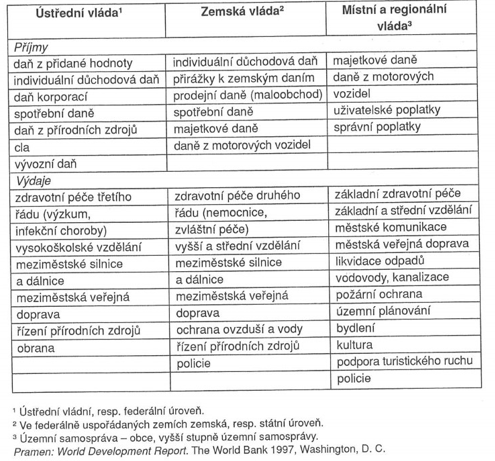 Ústřední vláda¹ Zemská vláda² Místní a regionální
vláda³
Příjmy
daň z přidané hodnoty individuální důchodová daň majetkové daně
individuální důchodová daň přirážky k zemským daním daně z motorových
daň korporací prodejní daně (maloobchod) vozidel
spotřební daně spotřební daně uživatelské poplatky
daň z přírodních zdrojů majetkové daně správní poplatky
cla daně z motorových vozidel
vývozní daň
Výdaje
zdravotní péče třetího zdravotní péče druhého základní zdravotní péče
řádu (výzkum, řádu (nemocnice, základní a střední vzdělání
infekční choroby) zvláštní péče) městské komunikace
vysokoškolské vzdělání vyšší a střední vzdělání městská veřejná doprava
meziměstské silnice meziměstské silnice likvidace odpadů
a dálnice a dálnice vodovody, kanalizace
meziměstská veřejná meziměstská veřejná požární ochrana
doprava doprava územní plánování
řízení přírodních zdrojů ochrana ovzduší a vody bydlení
obrana řízení přírodních zdrojů kultura
policie podpora turistického ruchu
policie
¹ Ústřední vládní, resp. federální úroveň.
² Ve federálně uspořádaných zemích zemská, resp. státní úroveň.
³ Územní samospráva – obce, vyšší stupně územní samosprávy.
Pramen: World Development Report. The World Bank 1997, Washington, D. C.